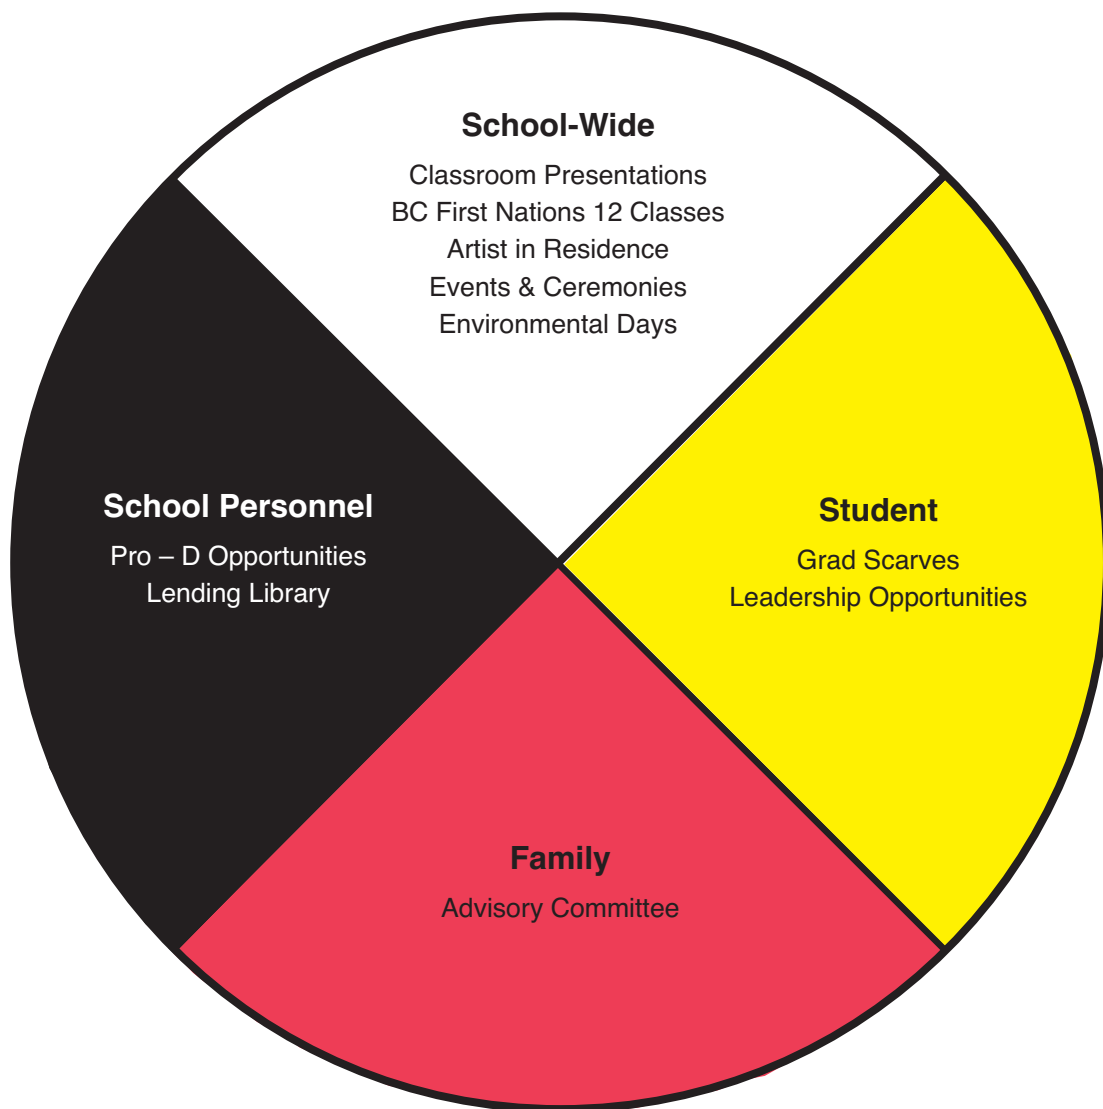 School-Wide
Classroom Presentations
BC First Nations 12 Classes
Artist in Residence
Events & Ceremonies
Environmental Days
School Personnel
Pro – D Opportunities
Lending Library
Student
Grad Scarves
Leadership Opportunities
Family
Advisory Committee